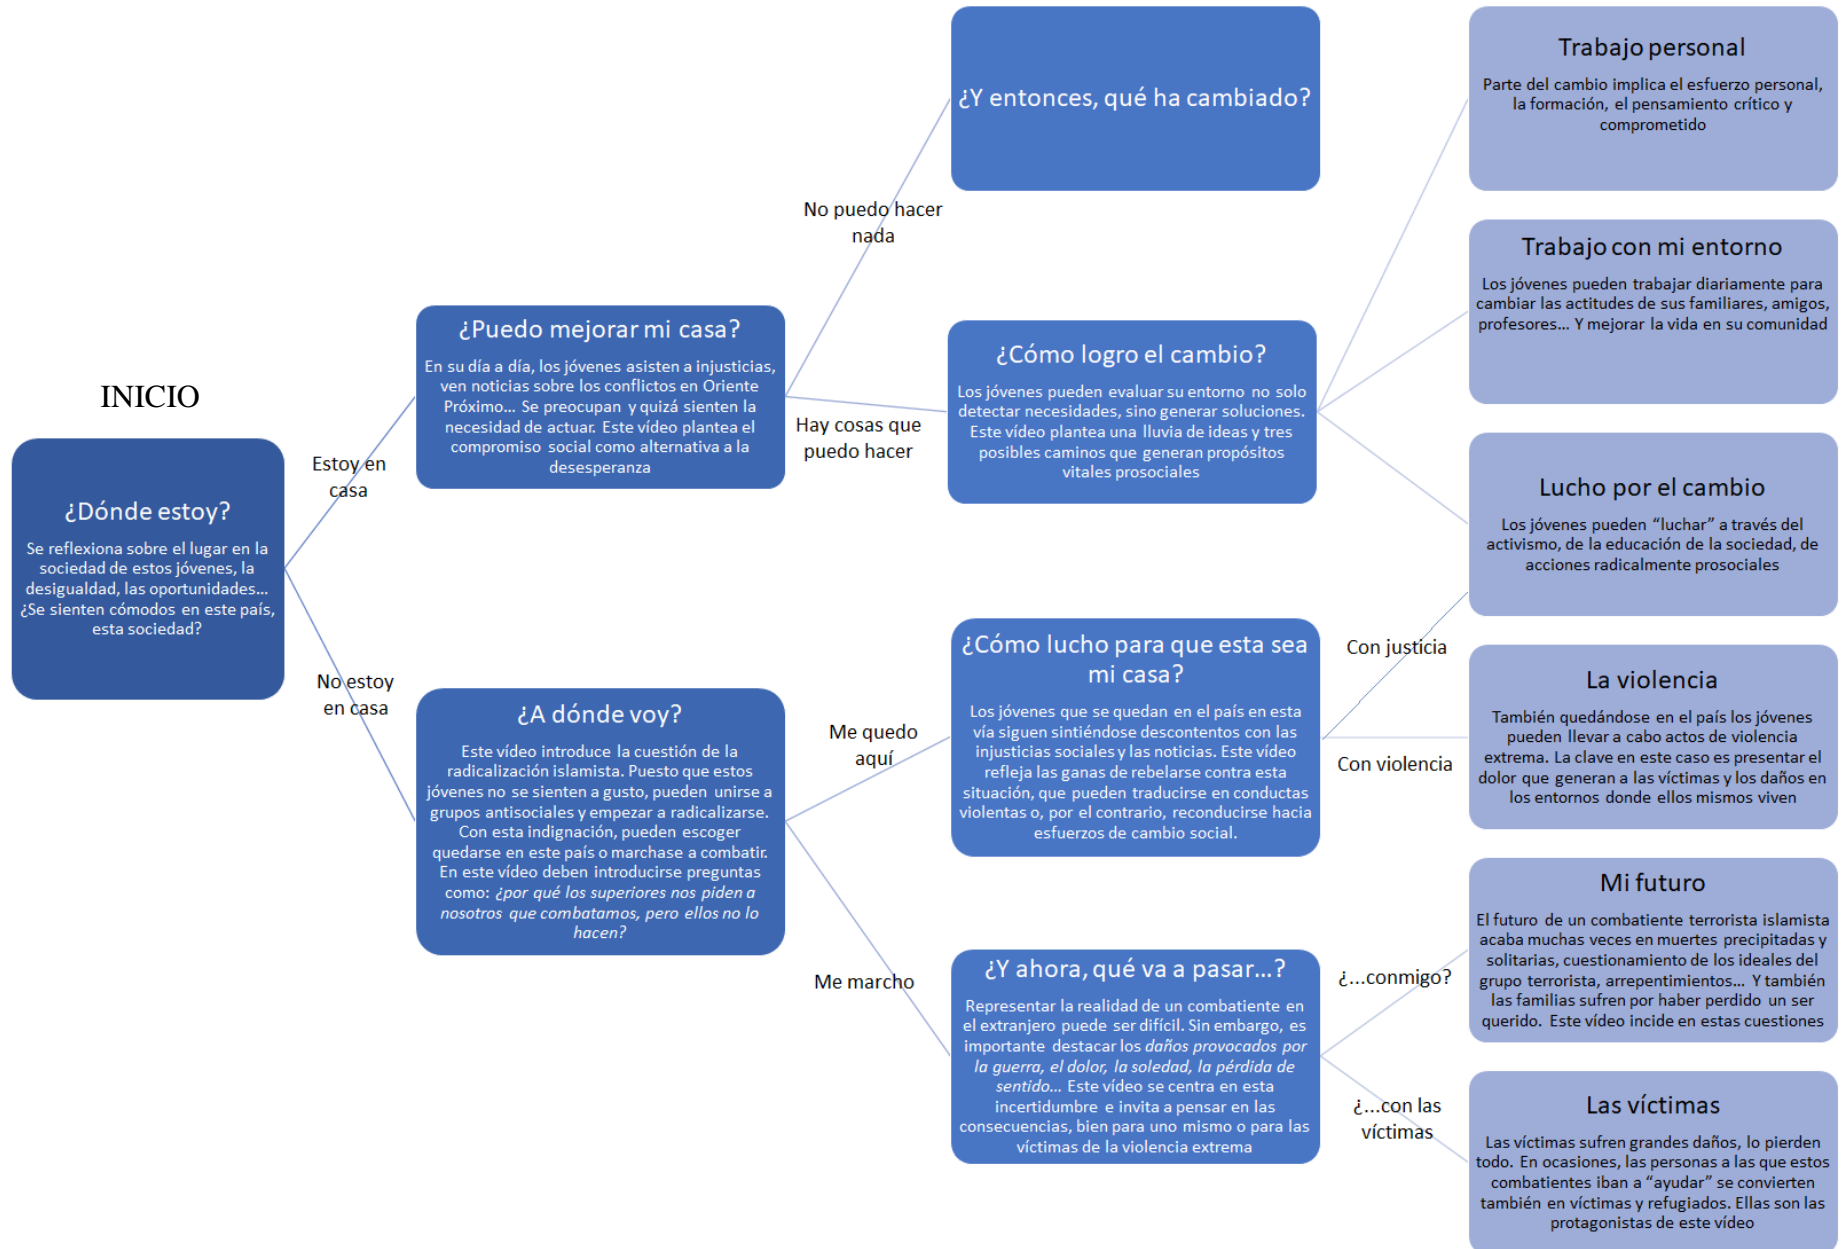 INICIO
¿Dónde estoy?
Se reflexiona sobre el lugar en la
sociedad de estos jóvenes, la
desigualdad, las oportunidades…
¿Se sienten cómodos en este país,
esta sociedad?
Estoy en
casa
No estoy
en casa
¿Puedo mejorar mi casa?
En su día a día, los jóvenes asisten a injusticias,
ven noticias sobre los conflictos en Oriente
Próximo… Se preocupan y quizá sienten la
necesidad de actuar. Este vídeo plantea el
compromiso social como alternativa a la
desesperanza
¿A dónde voy?
Este vídeo introduce la cuestión de la
radicalización islamista. Puesto que estos
jóvenes no se sienten a gusto, pueden unirse a
grupos antisociales y empezar a radicalizarse.
Con esta indignación, pueden escoger
quedarse en este país o marchase a combatir.
En este vídeo deben introducirse preguntas
como: ¿por qué los superiores nos piden a
nosotros que combatamos, pero ellos no lo
hacen?
No puedo hacer
nada
Hay cosas que
puedo hacer
Me quedo
aquí
Me marcho
¿Y entonces, qué ha cambiado?
¿Cómo logro el cambio?
Los jóvenes pueden evaluar su entorno no solo
detectar necesidades, sino generar soluciones.
Este vídeo plantea una lluvia de ideas y tres
posibles caminos que generan propósitos
vitales prosociales
¿Cómo lucho para que esta sea
mi casa?
Los jóvenes que se quedan en el país en esta
vía siguen sintiéndose descontentos con las
injusticias sociales y las noticias. Este vídeo
refleja las ganas de rebelarse contra esta
situación, que pueden traducirse en conductas
violentas o, por el contrario, reconducirse hacia
esfuerzos de cambio social.
¿Y ahora, qué va a pasar…?
Representar la realidad de un combatiente en
el extranjero puede ser difícil. Sin embargo, es
importante destacar los daños provocados por
la guerra, el dolor, la soledad, la pérdida de
sentido… Este vídeo se centra en esta
incertidumbre e invita a pensar en las
consecuencias, bien para uno mismo o para las
víctimas de la violencia extrema
Con justicia
Con violencia
¿…conmigo?
¿…con las
víctimas
Trabajo personal
Parte del cambio implica el esfuerzo personal,
la formación, el pensamiento crítico y
comprometido
Trabajo con mi entorno
Los jóvenes pueden trabajar diariamente para
cambiar las actitudes de sus familiares, amigos,
profesores… Y mejorar la vida en su comunidad
Lucho por el cambio
Los jóvenes pueden “luchar” a través del
activismo, de la educación de la sociedad, de
acciones radicalmente prosociales
La violencia
También quedándose en el país los jóvenes
pueden llevar a cabo actos de violencia
extrema. La clave en este caso es presentar el
dolor que generan a las víctimas y los daños en
los entornos donde ellos mismos viven
Mi futuro
El futuro de un combatiente terrorista islamista
acaba muchas veces en muertes precipitadas y
solitarias, cuestionamiento de los ideales del
grupo terrorista, arrepentimientos… Y también
las familias sufren por haber perdido un ser
querido. Este vídeo incide en estas cuestiones
Las víctimas
Las víctimas sufren grandes daños, lo pierden
todo. En ocasiones, las personas a las que estos
combatientes iban a “ayudar” se convierten
también en víctimas y refugiados. Ellas son las
protagonistas de este vídeo